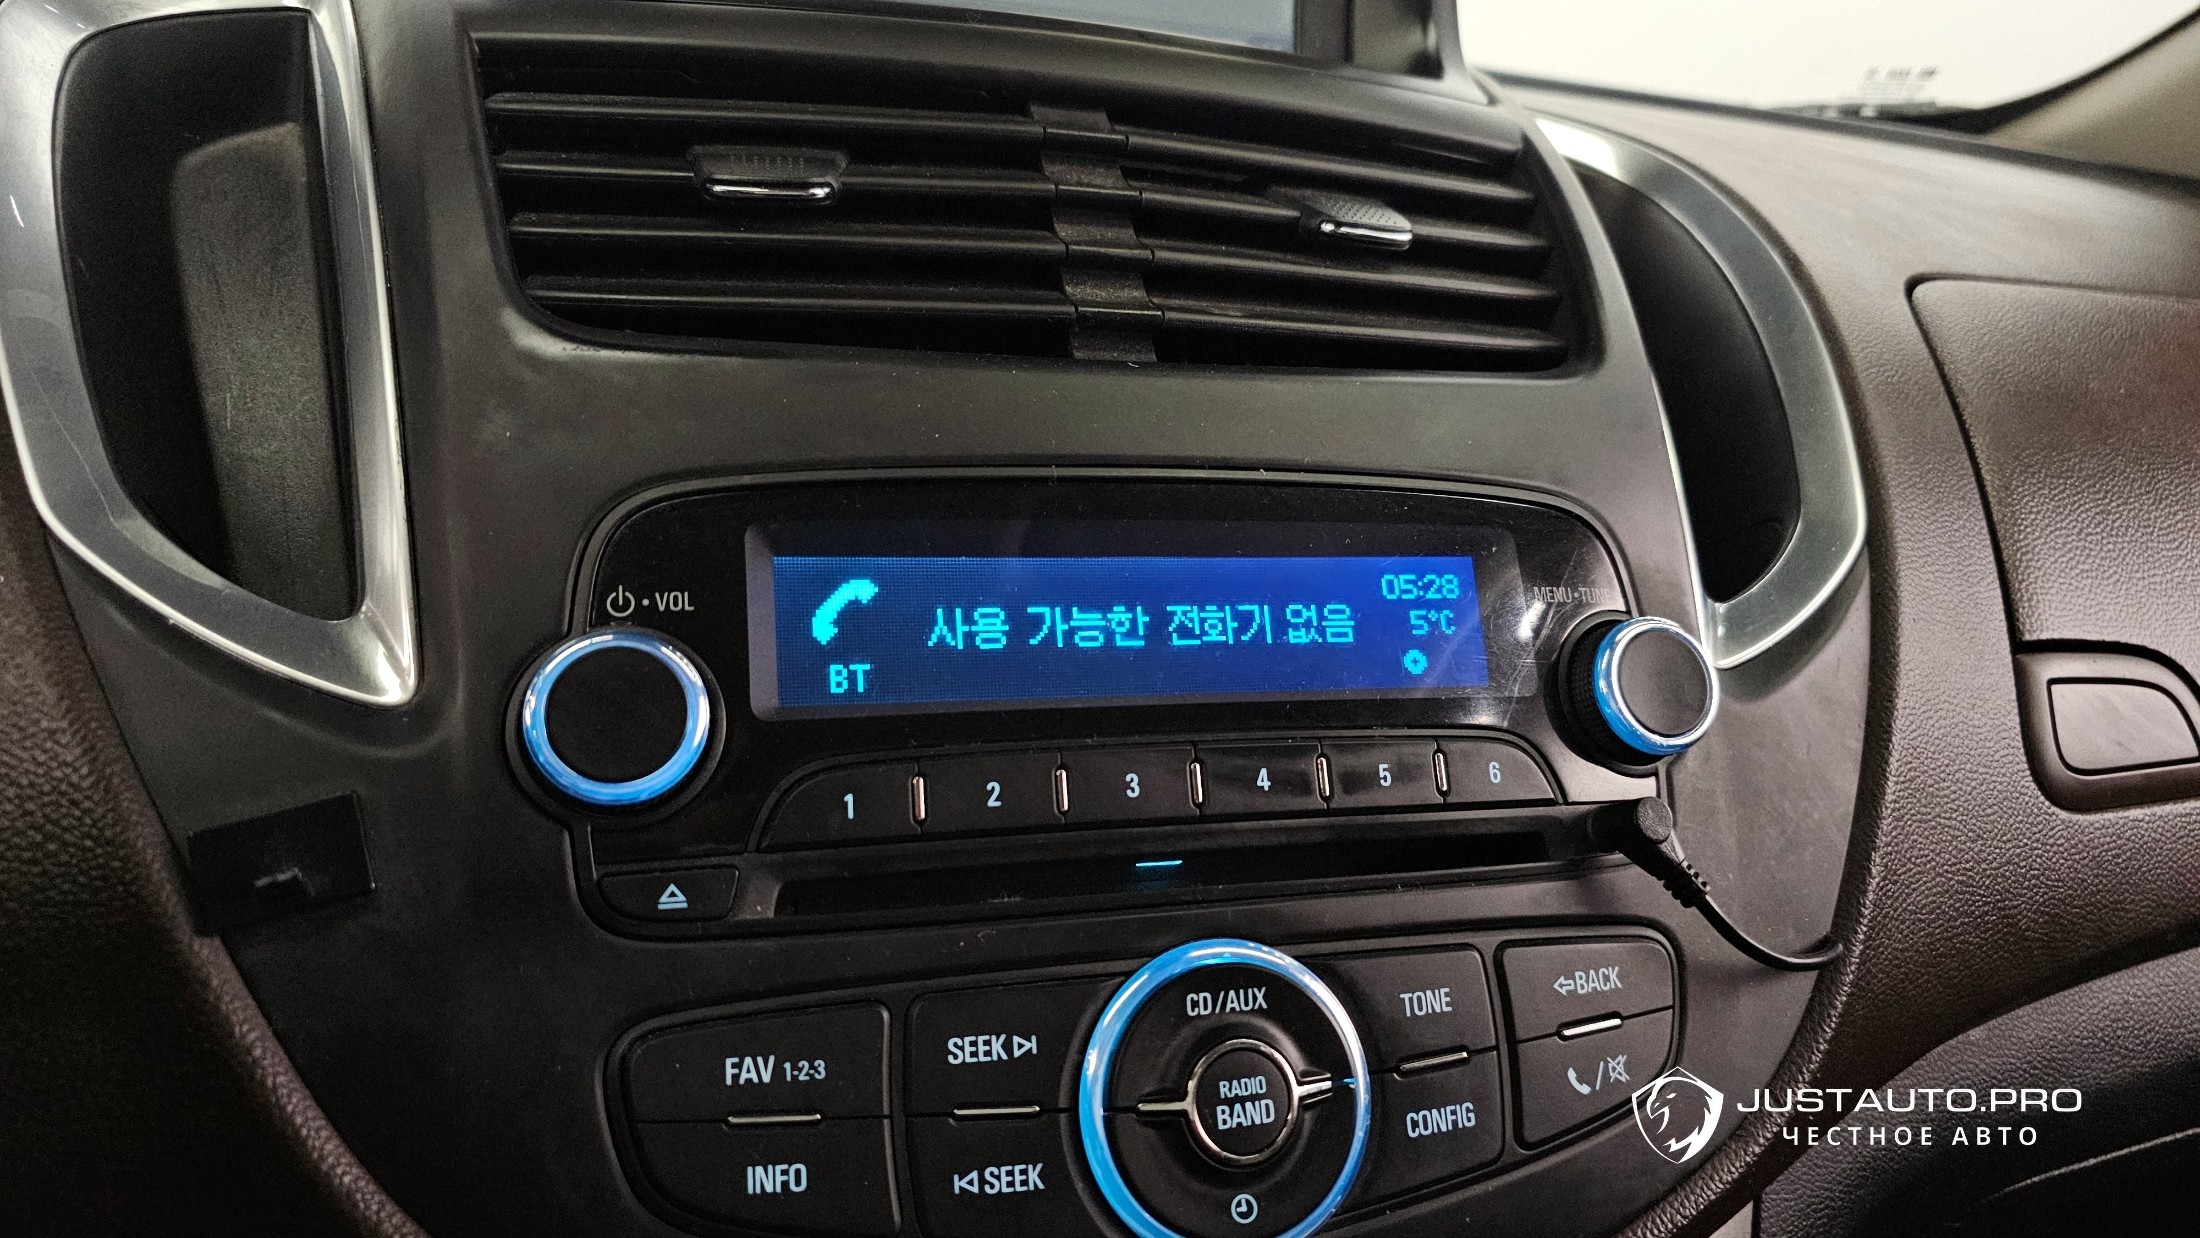 VOL
MENU•TUNE
05:28
사용 가능한 전화기 없음
5°C
BT
1 2 3 4 5 6
CD/AUX
TONE
BACK
SEEK
FAV 1-2-3
RADIO
BAND
CONFIG
INFO
SEEK
JUSTAUTO.PRO
ЧЕСТНОЕ АВТО